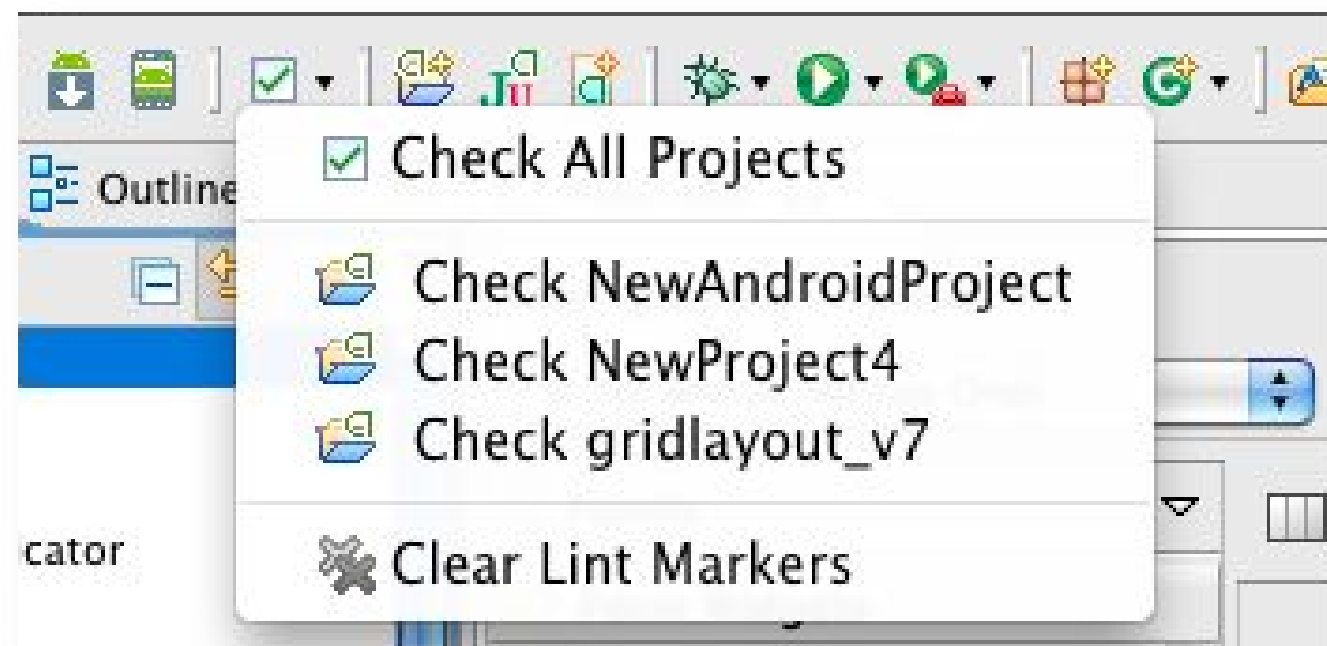 Check All Projects
Outline
Check NewAndroidProject
Check NewProject4
Check gridlayout_v7
cator
Clear Lint Markers